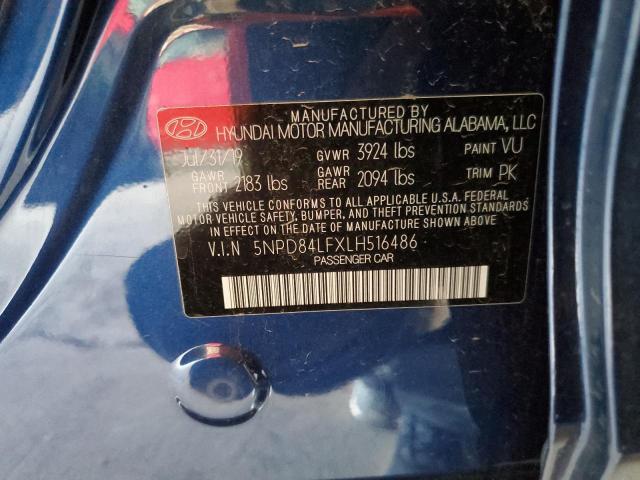 MANUFACTURED BY
HYUNDAI MOTOR MANUFACTURING ALABAMA, LLC
Jul/31/19 GVWR 3924 lbs PAINT VU
GAWR FRONT 2183 lbs GAWR REAR 2094 lbs TRIM PK
THIS VEHICLE CONFORMS TO ALL APPLICABLE U.S.A. FEDERAL
MOTOR VEHICLE SAFETY, BUMPER, AND THEFT PREVENTION STANDARDS
IN EFFECT ON THE DATE OF MANUFACTURE SHOWN ABOVE.
V.I.N 5NPD84LFXLH516486
PASSENGER CAR